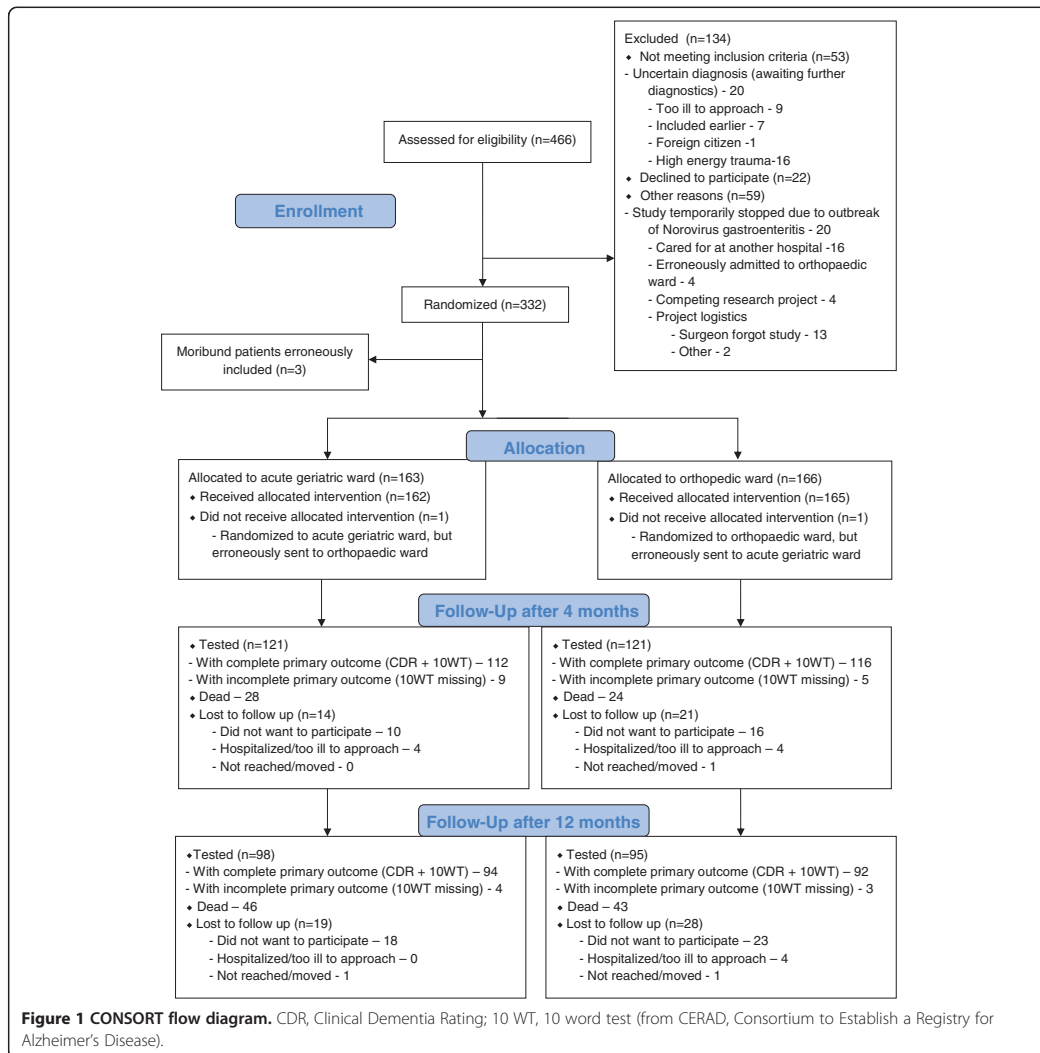 Excluded (n=134)
⬥ Not meeting inclusion criteria (n=53)
- Uncertain diagnosis (awaiting further
diagnostics) - 20
- Too ill to approach - 9
- Included earlier - 7
- Foreign citizen -1
- High energy trauma-16
⬥ Declined to participate (n=22)
⬥ Other reasons (n=59)
- Study temporarily stopped due to outbreak
of Norovirus gastroenteritis - 20
- Cared for at another hospital -16
- Erroneously admitted to orthopaedic
ward - 4
- Competing research project - 4
- Project logistics
- Surgeon forgot study - 13
- Other - 2
Assessed for eligibility (n=466)
Enrollment
Randomized (n=332)
Moribund patients erroneously
included (n=3)
Allocation
Allocated to acute geriatric ward (n=163)
⬥ Received allocated intervention (n=162)
⬥ Did not receive allocated intervention (n=1)
- Randomized to acute geriatric ward, but
erroneously sent to orthopaedic ward
Allocated to orthopedic ward (n=166)
⬥ Received allocated intervention (n=165)
⬥ Did not receive allocated intervention (n=1)
- Randomized to orthopaedic ward, but
erroneously sent to acute geriatric ward
Follow-Up after 4 months
⬥ Tested (n=121)
- With complete primary outcome (CDR + 10WT) – 112
- With incomplete primary outcome (10WT missing) - 9
⬥ Dead – 28
⬥ Lost to follow up (n=14)
- Did not want to participate – 10
- Hospitalized/too ill to approach – 4
- Not reached/moved - 0
⬥ Tested (n=121)
- With complete primary outcome (CDR + 10WT) – 116
- With incomplete primary outcome (10WT missing) - 5
⬥ Dead – 24
⬥ Lost to follow up (n=21)
- Did not want to participate – 16
- Hospitalized/too ill to approach – 4
- Not reached/moved - 1
Follow-Up after 12 months
⬥Tested (n=98)
- With complete primary outcome (CDR + 10WT) – 94
- With incomplete primary outcome (10WT missing) - 4
⬥ Dead – 46
⬥ Lost to follow up (n=19)
- Did not want to participate – 18
- Hospitalized/too ill to approach – 0
- Not reached/moved - 1
⬥ Tested (n=95)
- With complete primary outcome (CDR + 10WT) – 92
- With incomplete primary outcome (10WT missing) - 3
⬥ Dead – 43
⬥ Lost to follow up (n=28)
- Did not want to participate – 23
- Hospitalized/too ill to approach – 4
- Not reached/moved - 1
Figure 1 CONSORT flow diagram. CDR, Clinical Dementia Rating; 10 WT, 10 word test (from CERAD, Consortium to Establish a Registry for
Alzheimer's Disease).